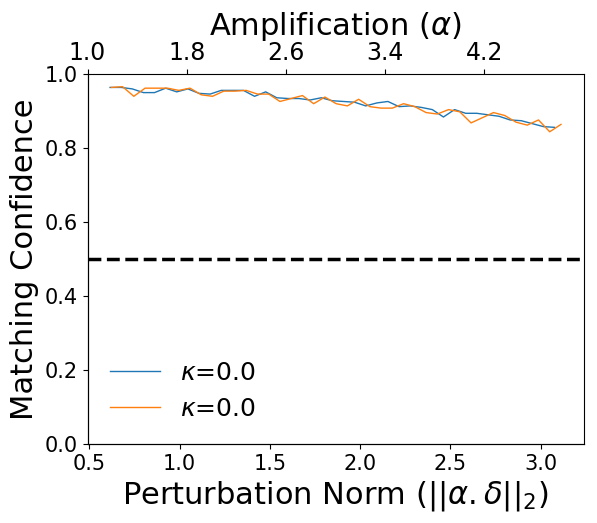 Amplification (α)
1.0 1.8 2.6 3.4 4.2
Matching Confidence
1.0
0.8
0.6
0.4
0.2
0.0
κ=0.0
κ=0.0
0.5 1.0 1.5 2.0 2.5 3.0
Perturbation Norm (||α.δ||₂)